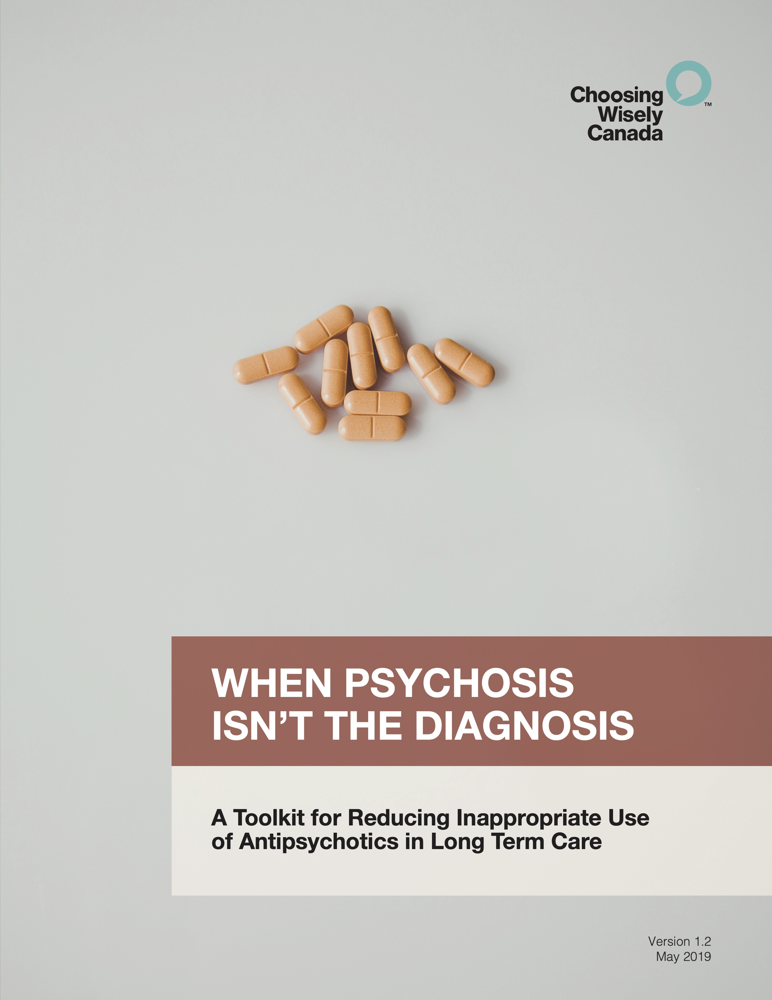 Choosing
Wisely
Canada
TM
WHEN PSYCHOSIS
ISN’T THE DIAGNOSIS
A Toolkit for Reducing Inappropriate Use
of Antipsychotics in Long Term Care
Version 1.2
May 2019